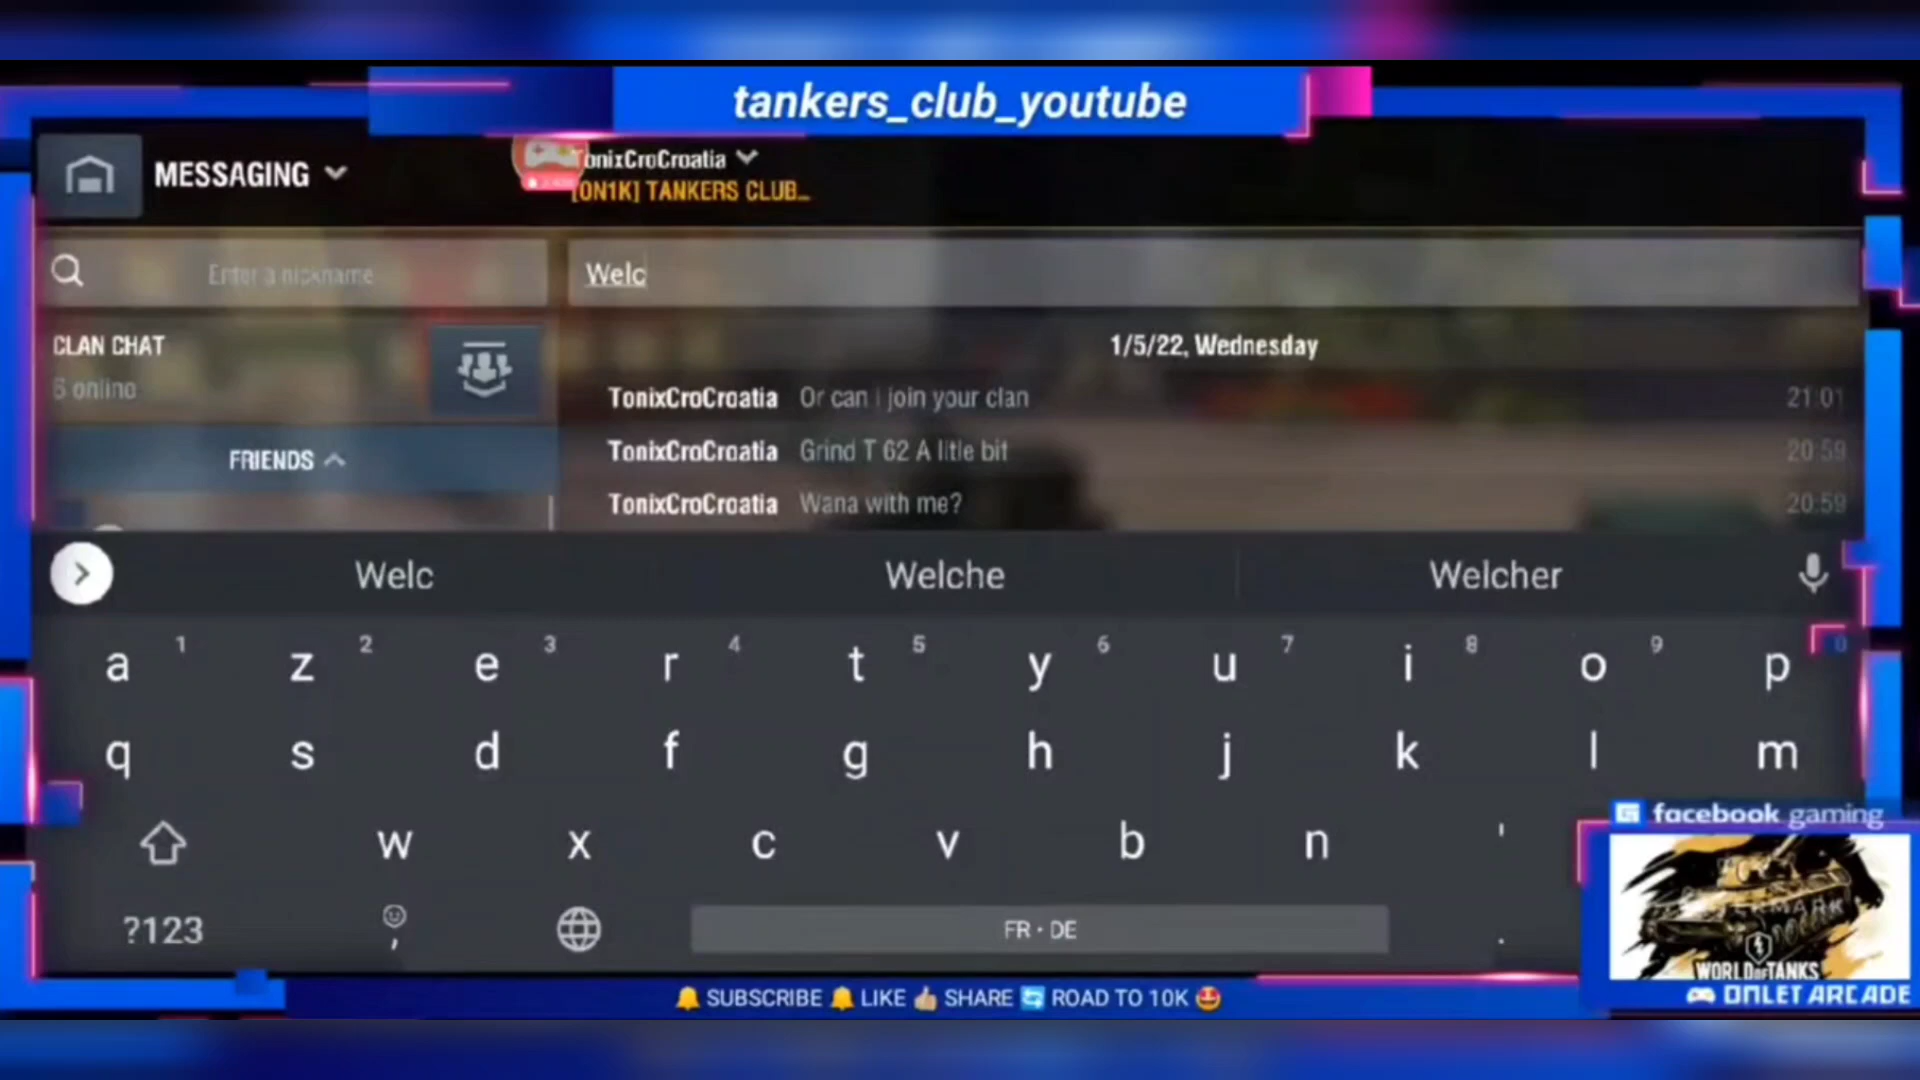 tankers_club_youtube
MESSAGING
TonixCroCroatia
[0N1K] TANKERS CLUB...
Enter a nickname
Welc
CLAN CHAT
6 online
1/5/22, Wednesday
TonixCroCroatia Or can i join your clan 21:01
FRIENDS
TonixCroCroatia Grind T 62 A litle bit 20:59
TonixCroCroatia Wana with me? 20:59
Welc Welche Welcher
a 1 z 2 e 3 r 4 t 5 y 6 u 7 i 8 o 9 p 0
q s d f g h j k l m
w x c v b n '
?123 , FR • DE .
facebook gaming
WORLD OF TANKS
OMLET ARCADE
SUBSCRIBE LIKE SHARE ROAD TO 10K